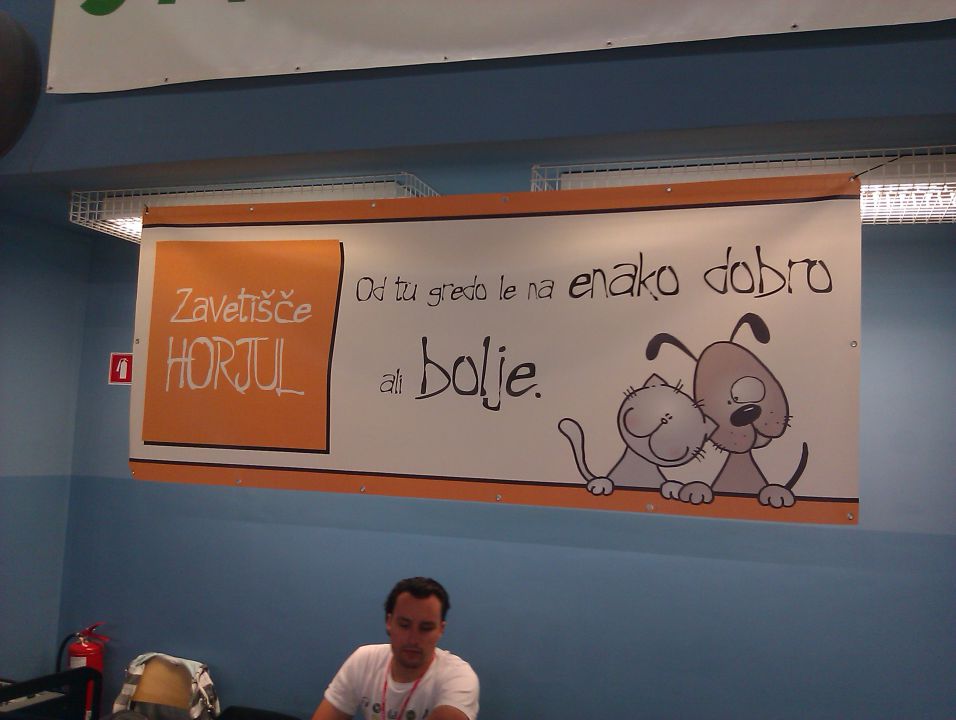 Zavetišče
HORJUL
Od tu gredo le na enako dobro
ali bolje.